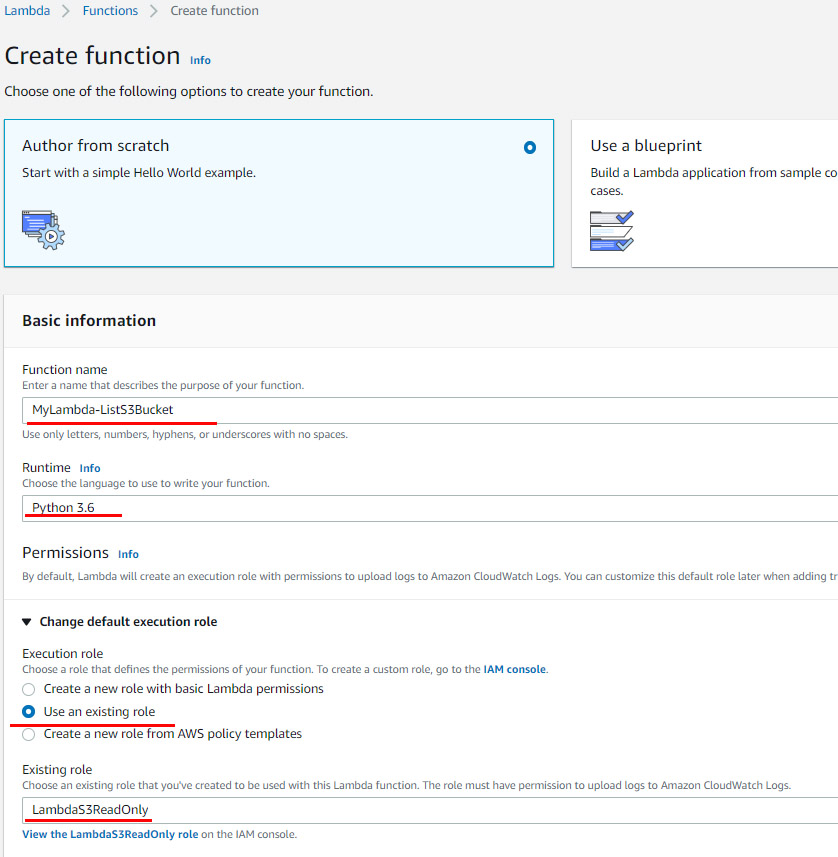 Lambda > Functions > Create function
Create function Info
Choose one of the following options to create your function.
Author from scratch
Start with a simple Hello World example.
Use a blueprint
Build a Lambda application from sample
cases.
Basic information
Function name
Enter a name that describes the purpose of your function.
MyLambda-ListS3Bucket
Use only letters, numbers, hyphens, or underscores with no spaces.
Runtime Info
Choose the language to use to write your function.
Python 3.6
Permissions Info
By default, Lambda will create an execution role with permissions to upload logs to Amazon CloudWatch Logs. You can customize this default role later when adding
Change default execution role
Execution role
Choose a role that defines the permissions of your function. To create a custom role, go to the IAM console.
Create a new role with basic Lambda permissions
Use an existing role
Create a new role from AWS policy templates
Existing role
Choose an existing role that you've created to be used with this Lambda function. The role must have permission to upload logs to Amazon CloudWatch Logs.
LambdaS3ReadOnly
View the LambdaS3ReadOnly role on the IAM console.